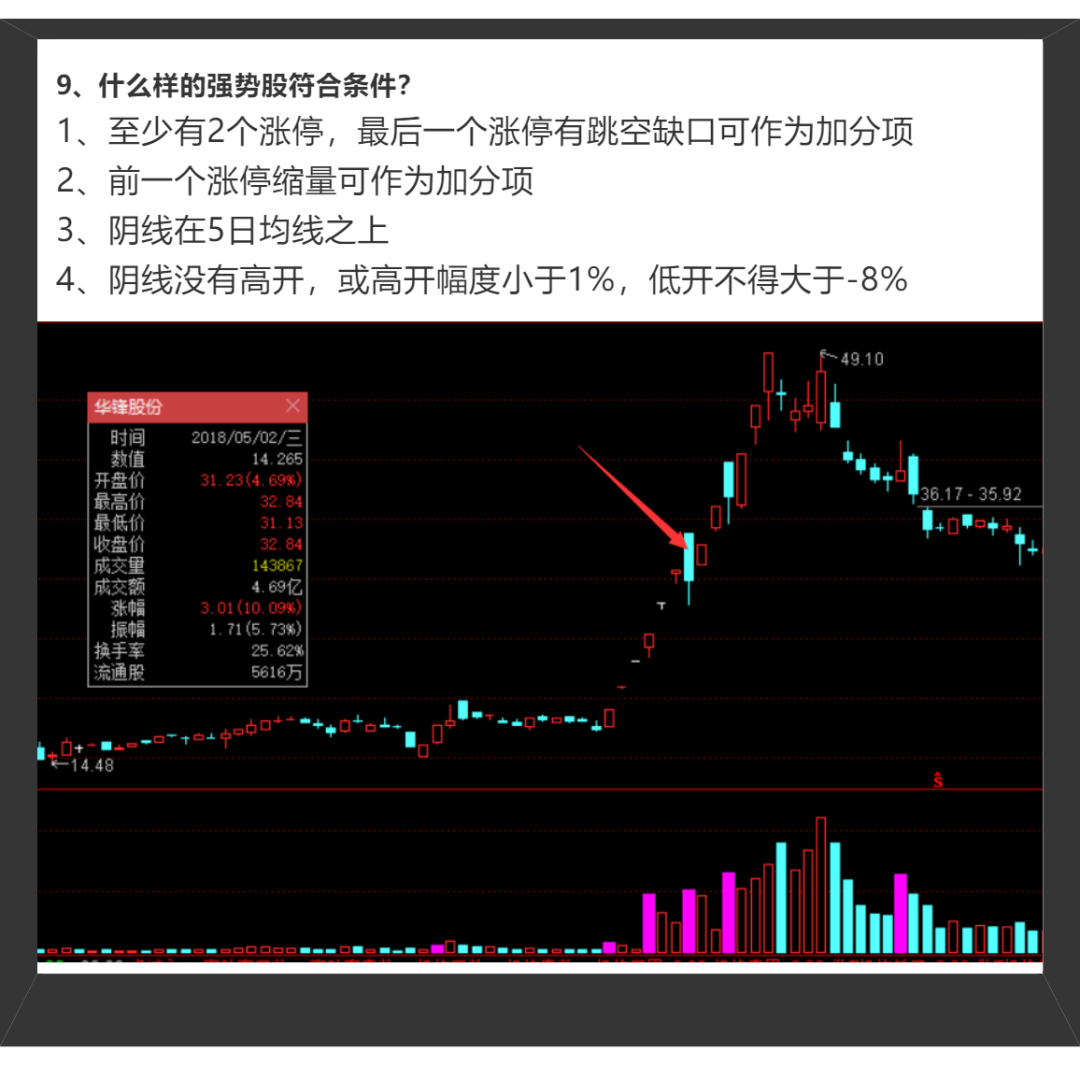 9、什么样的强势股符合条件？
1、至少有2个涨停，最后一个涨停有跳空缺口可作为加分项
2、前一个涨停缩量可作为加分项
3、阴线在5日均线之上
4、阴线没有高开，或高开幅度小于1%，低开不得大于-8%
49.10
华锋股份
时间 2018/05/02/三
数值 14.265
开盘价 31.23(4.69%)
最高价 32.84
最低价 31.13
收盘价 32.84
成交量 143867
成交额 4.69亿
涨幅 3.01(10.09%)
振幅 1.71(5.73%)
换手率 25.62%
流通股 5616万
36.17-35.92
14.48
S